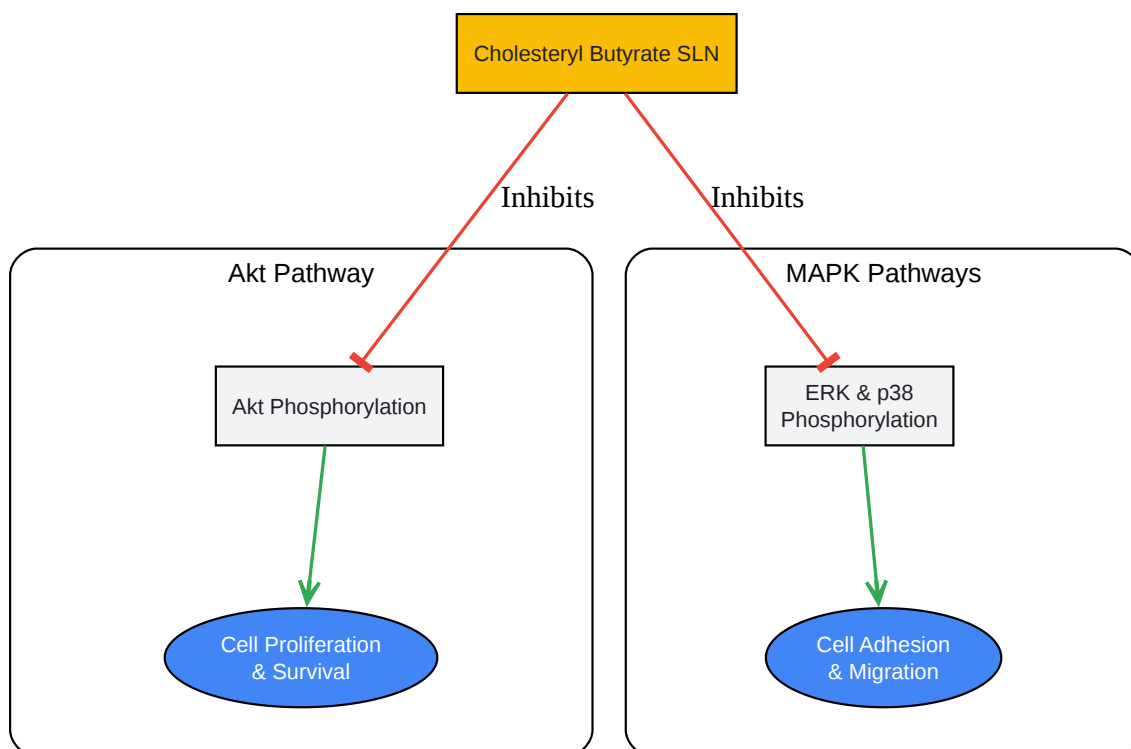 Cholesteryl Butyrate SLN
Inhibits
Inhibits
Akt Pathway
MAPK Pathways
Akt Phosphorylation
ERK & p38
Phosphorylation
Cell Proliferation
& Survival
Cell Adhesion
& Migration